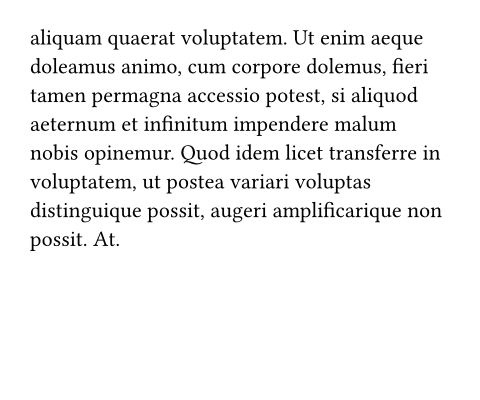 aliquam quaerat voluptatem. Ut enim aeque
doleamus animo, cum corpore dolemus, fieri
tamen permagna accessio potest, si aliquod
aeternum et infinitum impendere malum
nobis opinemur. Quod idem licet transferre in
voluptatem, ut postea variari voluptas
distinguique possit, augeri amplificarique non
possit. At.